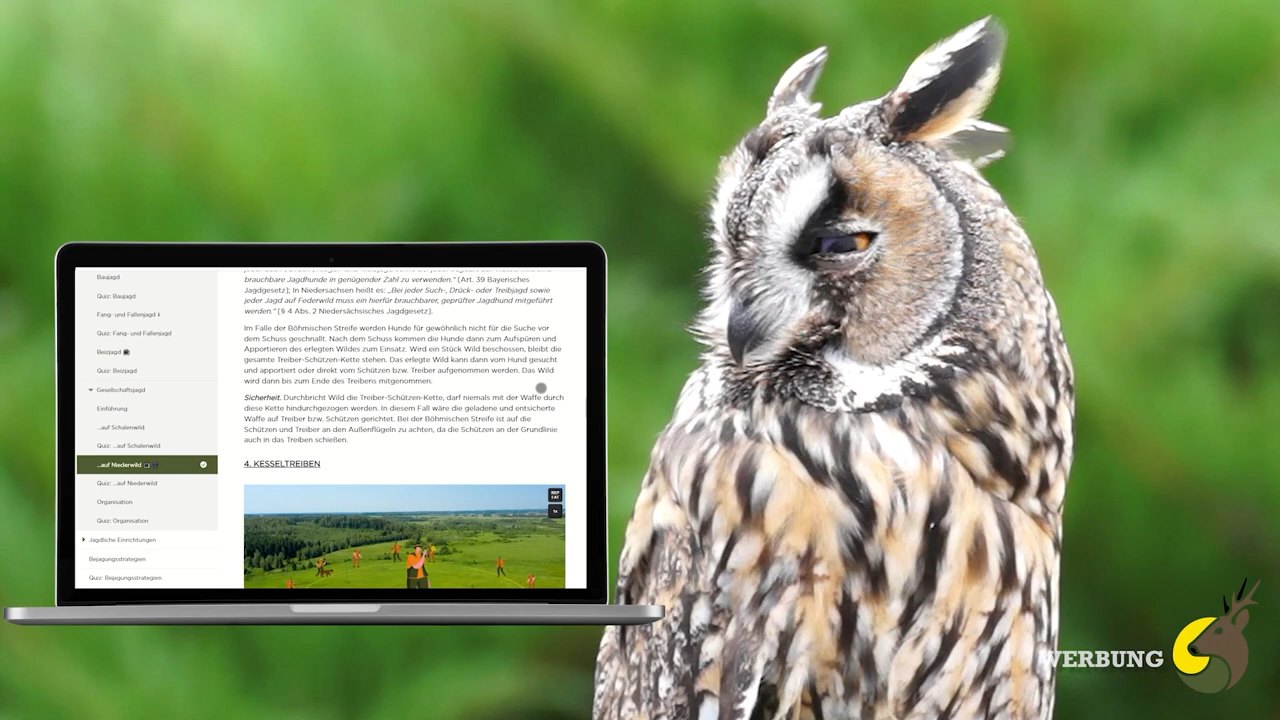 Baujagd
Quiz: Baujagd
Fang- und Fallenjagd
Quiz: Fang- und Fallenjagd
Beizjagd
Quiz: Beizjagd
Gesellschaftsjagd
Einführung
...auf Schalenwild
Quiz: ...auf Schalenwild
...auf Niederwild
Quiz: ...auf Niederwild
Organisation
Quiz: Organisation
Jagdliche Einrichtungen
Bejagungsstrategien
Quiz: Bejagungsstrategien
brauchbare Jagdhunde in genügender Zahl zu verwenden." [Art. 39 Bayerisches
Jagdgesetz]; In Niedersachsen heißt es: „Bei jeder Such-, Drück- oder Treibjagd sowie
jeder Jagd auf Federwild muss ein hierfür brauchbarer, geprüfter Jagdhund mitgeführt
werden." [§ 4 Abs. 2 Niedersächsisches Jagdgesetz].
Im Falle der Böhmischen Streife werden Hunde für gewöhnlich nicht für die Suche vor
dem Schuss geschnallt. Nach dem Schuss kommen die Hunde dann zum Aufspüren und
Apportieren des erlegten Wildes zum Einsatz. Wird ein Stück Wild beschossen, bleibt die
gesamte Treiber-Schützen-Kette stehen. Das erlegte Wild kann dann vom Hund gesucht
und apportiert oder direkt vom Schützen bzw. Treiber aufgenommen werden. Das Wild
wird dann bis zum Ende des Treibens mitgenommen.
Sicherheit. Durchbricht Wild die Treiber-Schützen-Kette, darf niemals mit der Waffe durch
diese Kette hindurchgezogen werden. In diesem Fall wäre die geladene und entsicherte
Waffe auf Treiber bzw. Schützen gerichtet. Bei der Böhmischen Streife ist auf die
Schützen und Treiber an den Außenflügeln zu achten, da die Schützen an der Grundlinie
auch in das Treiben schießen.
4. KESSELTREIBEN
1x
WERBUNG